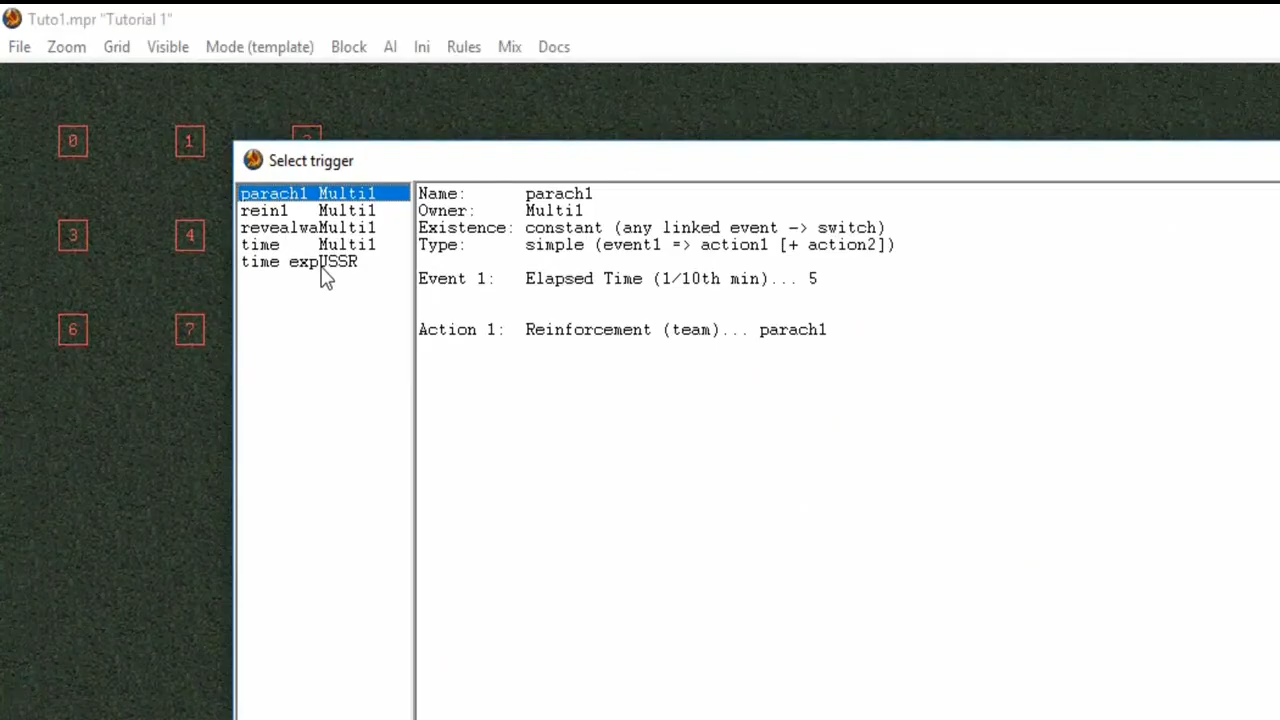 Tuto1.mpr "Tutorial 1"
File Zoom Grid Visible Mode (template) Block AI Ini Rules Mix Docs
0 1
Select trigger
parach1 Multi1
rein1 Multi1
revealwaMulti1
time Multi1
time expUSSR
Name: parach1
Owner: Multi1
Existence: constant (any linked event -> switch)
Type: simple (event1 => action1 [+ action2])
Event 1: Elapsed Time (1/10th min)... 5
Action 1: Reinforcement (team)... parach1
3 4
6 7